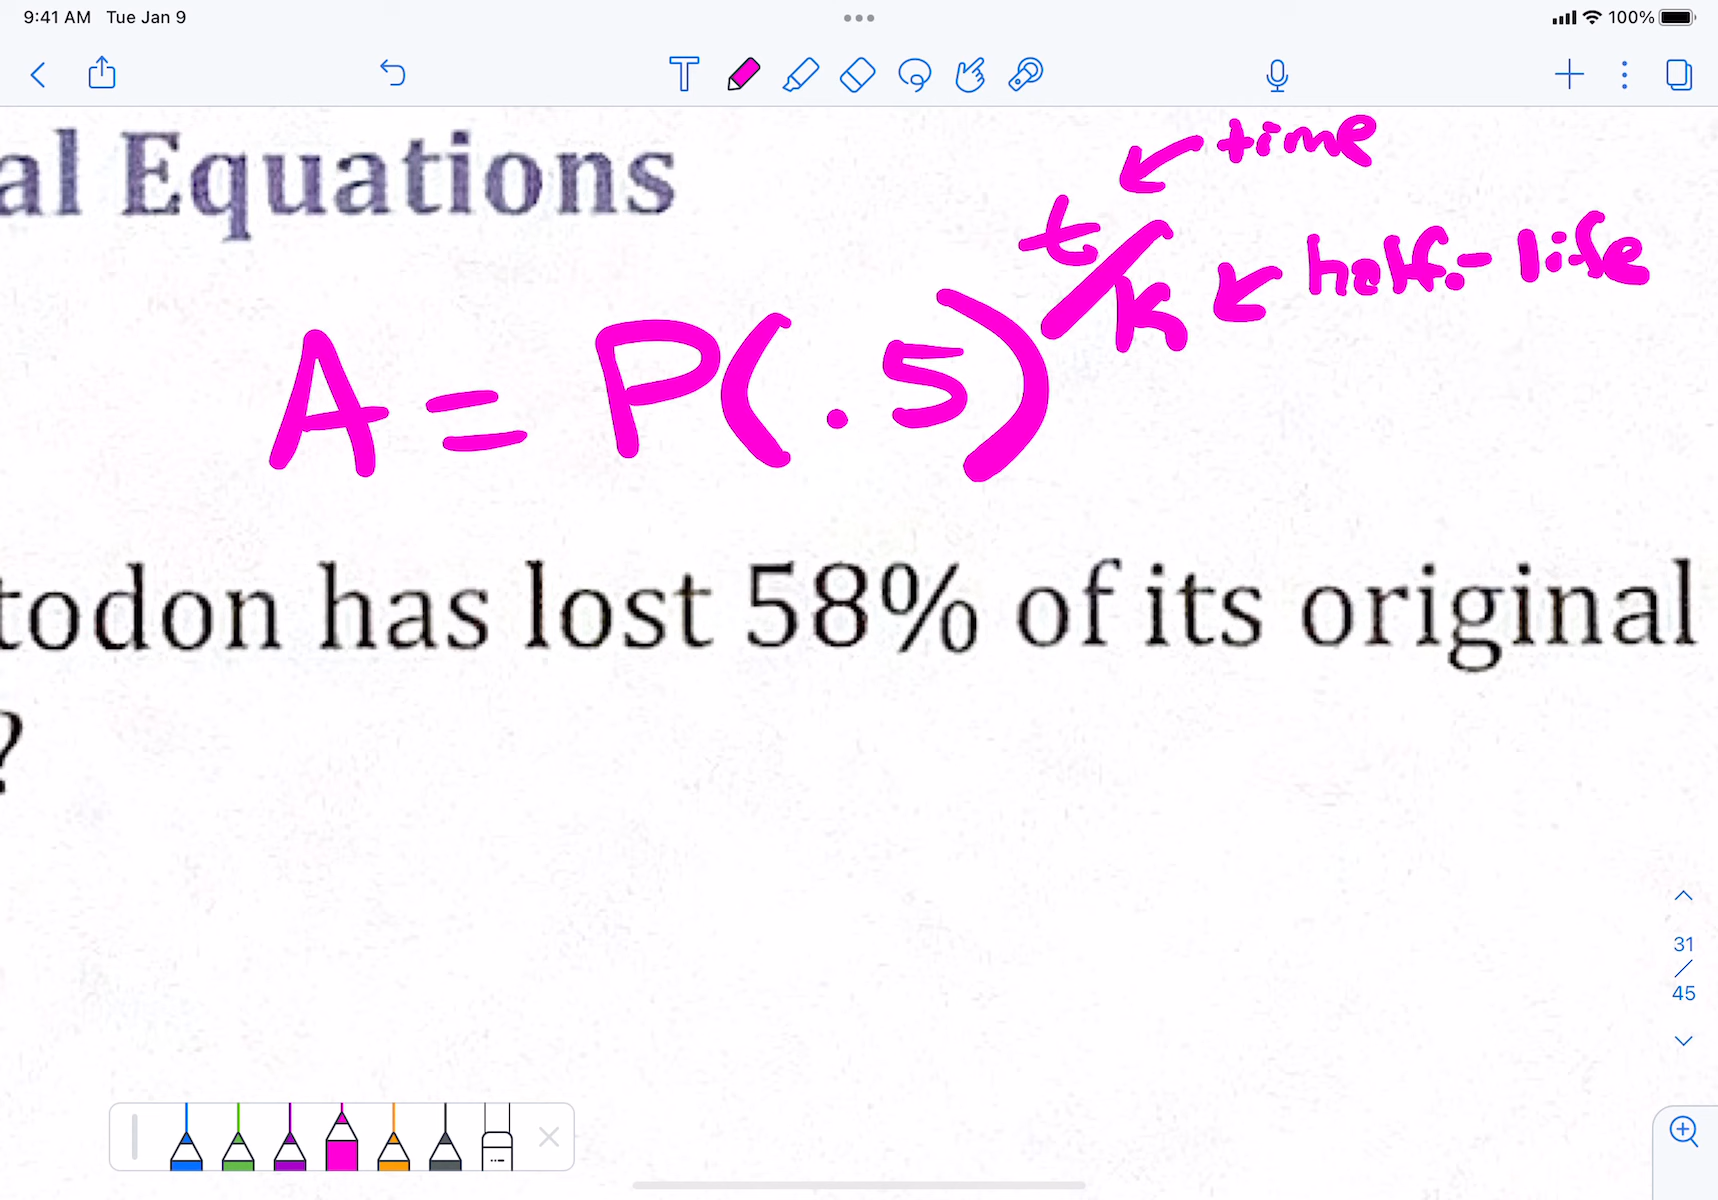 9:41 AM Tue Jan 9
100%
al Equations
time
t/k
half-life
A = P(.5)
todon has lost 58% of its original
?
31
45